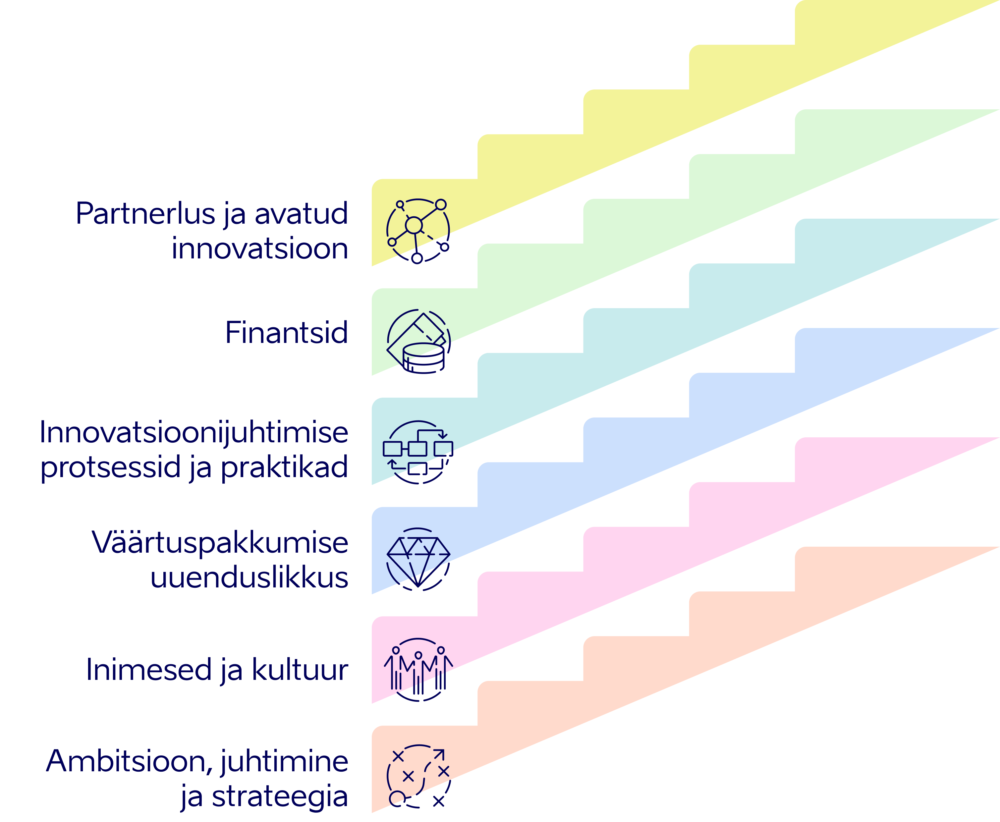 Partnerlus ja avatud
innovatsioon
Finantsid
Innovatsioonijuhtimise
protsessid ja praktikad
Väärtuspakkumise
uuenduslikkus
Inimesed ja kultuur
Ambitsioon, juhtimine
ja strateegia